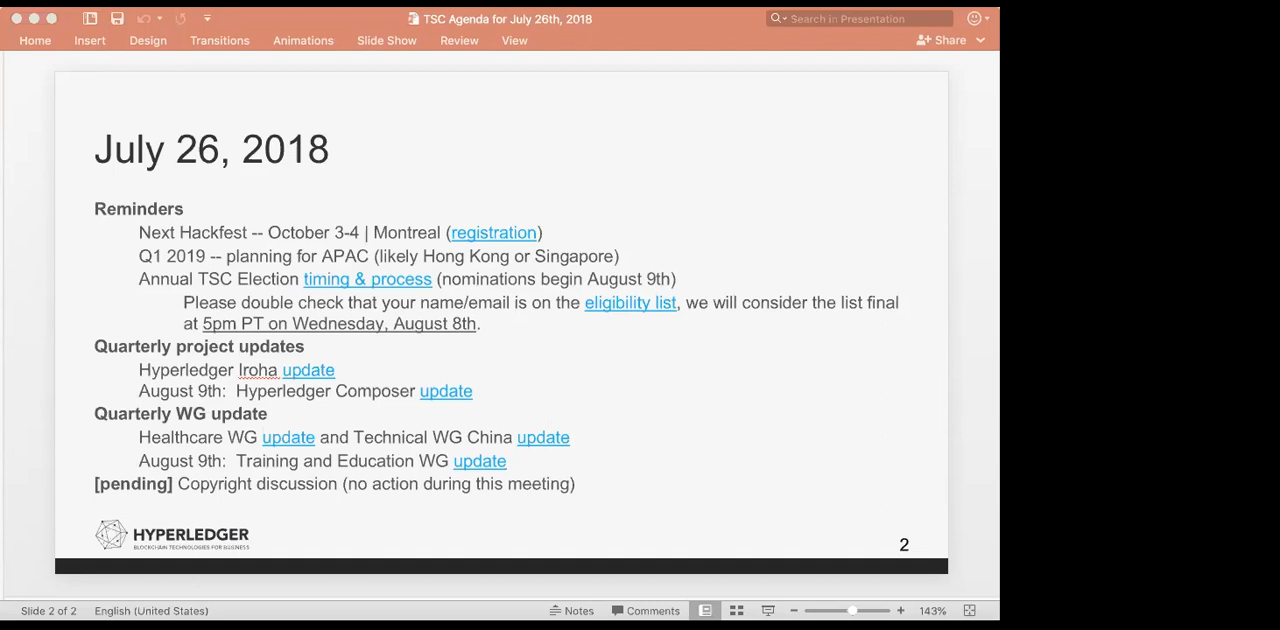 TSC Agenda for July 26th, 2018
Search in Presentation
Home Insert Design Transitions Animations Slide Show Review View Share
July 26, 2018
Reminders
Next Hackfest -- October 3-4 | Montreal (registration)
Q1 2019 -- planning for APAC (likely Hong Kong or Singapore)
Annual TSC Election timing & process (nominations begin August 9th)
Please double check that your name/email is on the eligibility list, we will consider the list final
at 5pm PT on Wednesday, August 8th.
Quarterly project updates
Hyperledger Iroha update
August 9th: Hyperledger Composer update
Quarterly WG update
Healthcare WG update and Technical WG China update
August 9th: Training and Education WG update
[pending] Copyright discussion (no action during this meeting)
HYPERLEDGER
BLOCKCHAIN TECHNOLOGIES FOR BUSINESS
2
Slide 2 of 2 English (United States) Notes Comments 143%